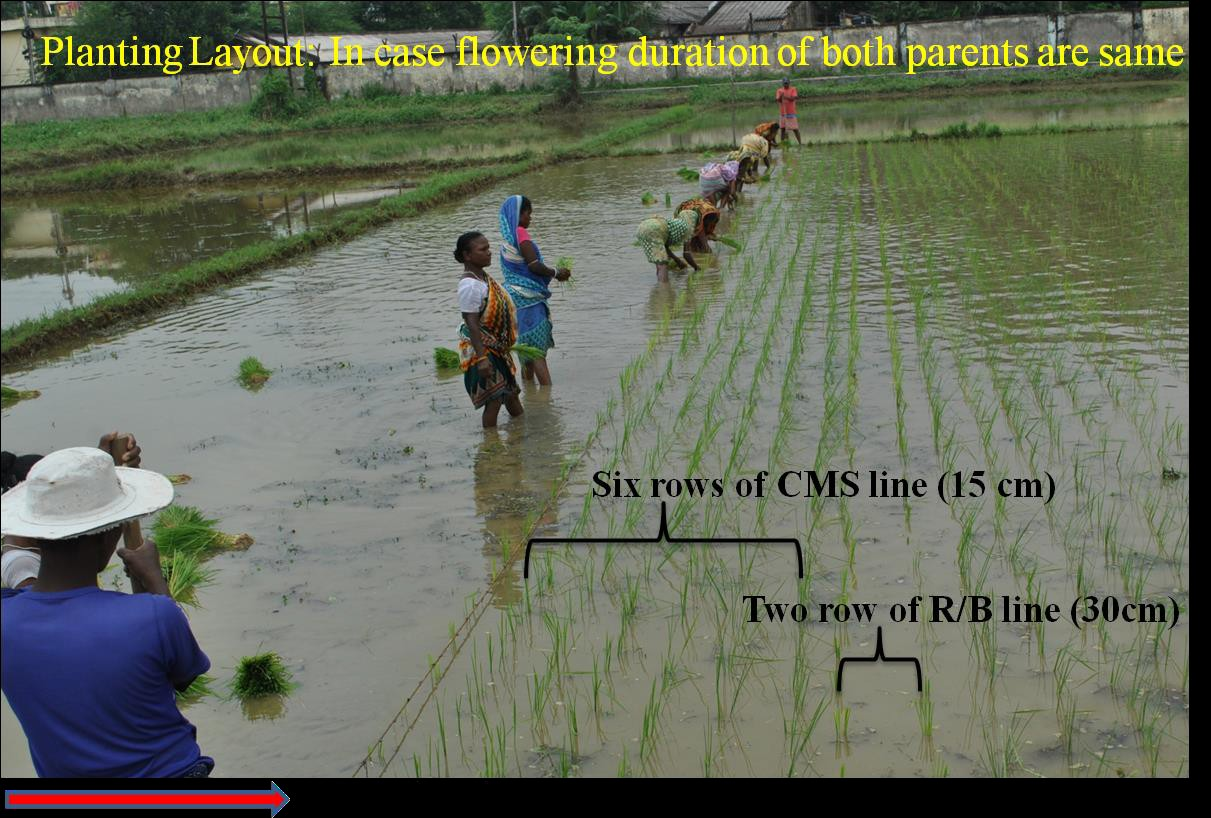 Planting Layout: In case flowering duration of both parents are same
Six rows of CMS line (15 cm)
Two row of R/B line (30cm)